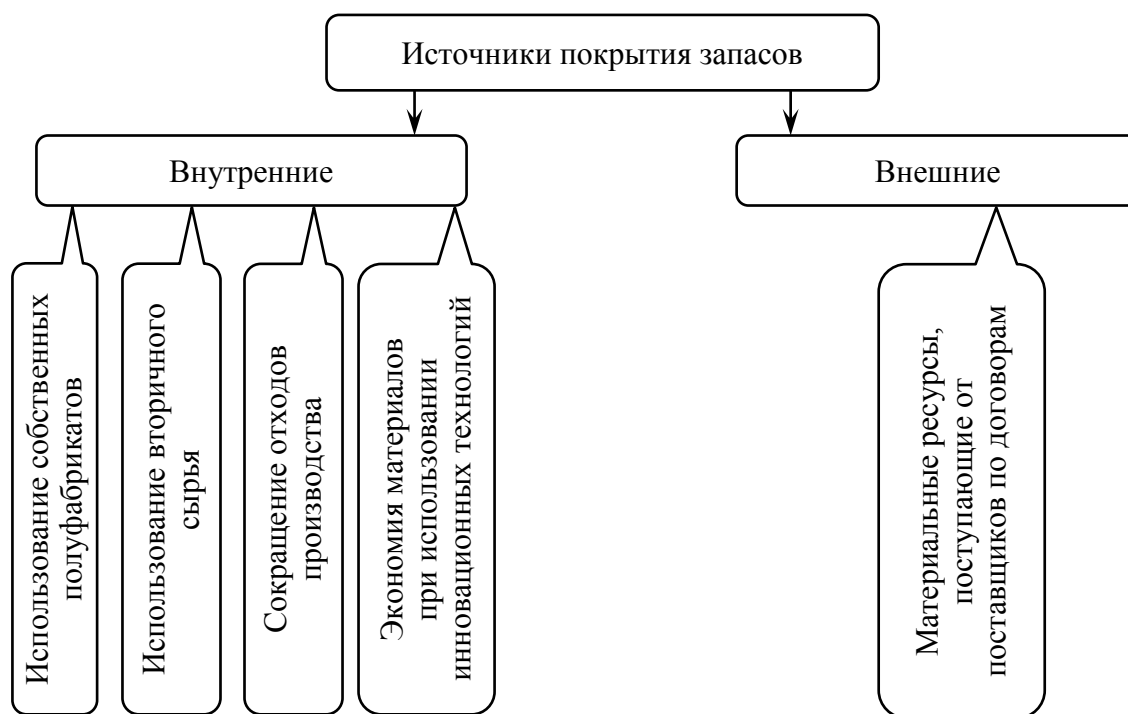 Источники покрытия запасов
Внутренние
Внешние
Использование собственных
полуфабрикатов
Использование вторичного
сырья
Сокращение отходов
производства
Экономия материалов
при использовании
инновационных технологий
Материальные ресурсы,
поступающие от
поставщиков по договорам